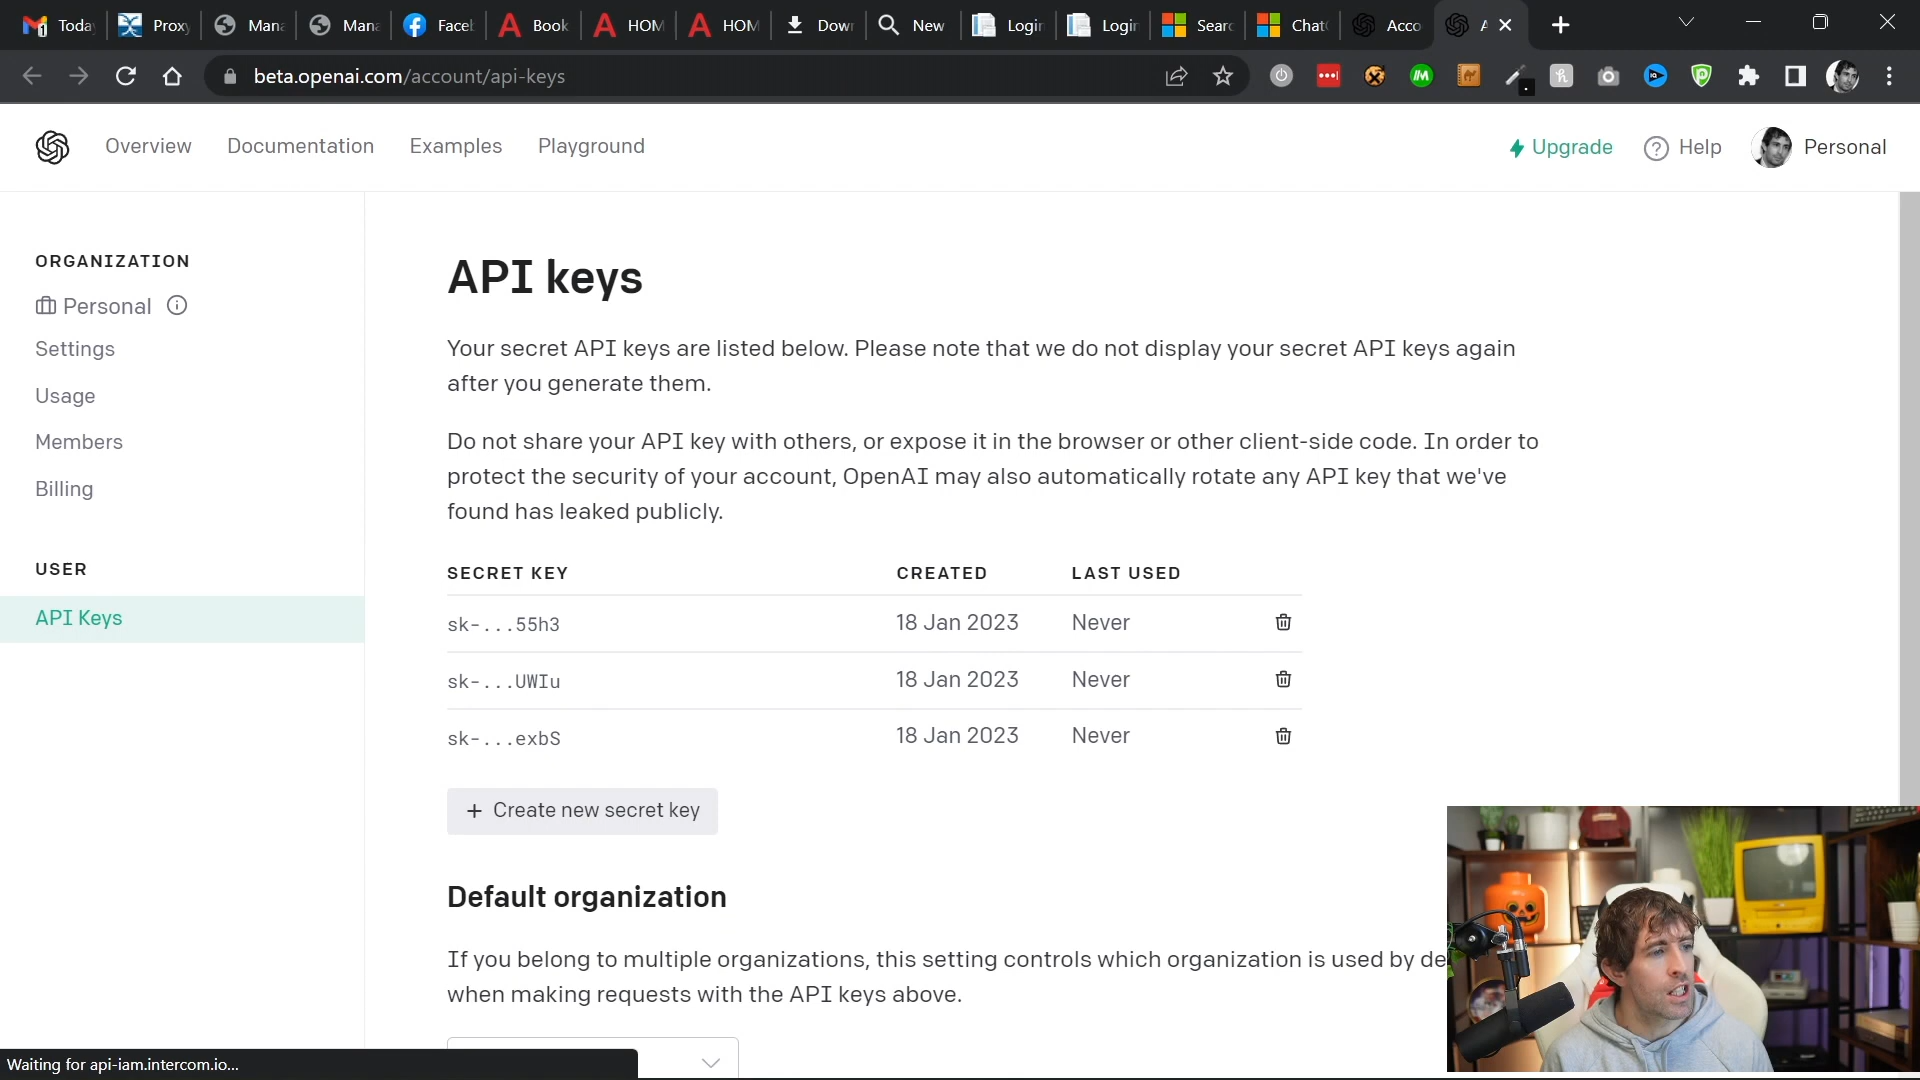 Today
Proxy
Mana
Mana
Faceb
Book
HOM
HOM
Down
New
Login
Login
Searc
Chat
Acco
A
beta.openai.com/account/api-keys
Overview
Documentation
Examples
Playground
Upgrade
Help
Personal
ORGANIZATION
Personal
Settings
Usage
Members
Billing
USER
API Keys
API keys
Your secret API keys are listed below. Please note that we do not display your secret API keys again
after you generate them.
Do not share your API key with others, or expose it in the browser or other client-side code. In order to
protect the security of your account, OpenAI may also automatically rotate any API key that we've
found has leaked publicly.
SECRET KEY CREATED LAST USED
sk-...55h3 18 Jan 2023 Never
sk-...UWIu 18 Jan 2023 Never
sk-...exbS 18 Jan 2023 Never
+ Create new secret key
Default organization
If you belong to multiple organizations, this setting controls which organization is used by de
when making requests with the API keys above.
Waiting for api-iam.intercom.io...